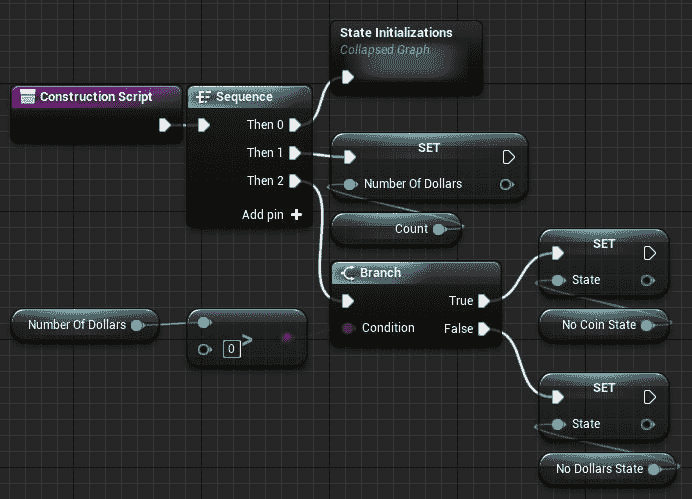 State Initializations
Collapsed Graph
Construction Script
Sequence
Then 0
Then 1
Then 2
Add pin +
SET
Number Of Dollars
Count
Branch
True
Condition
False
Number Of Dollars
0
>
SET
State
No Coin State
SET
State
No Dollars State